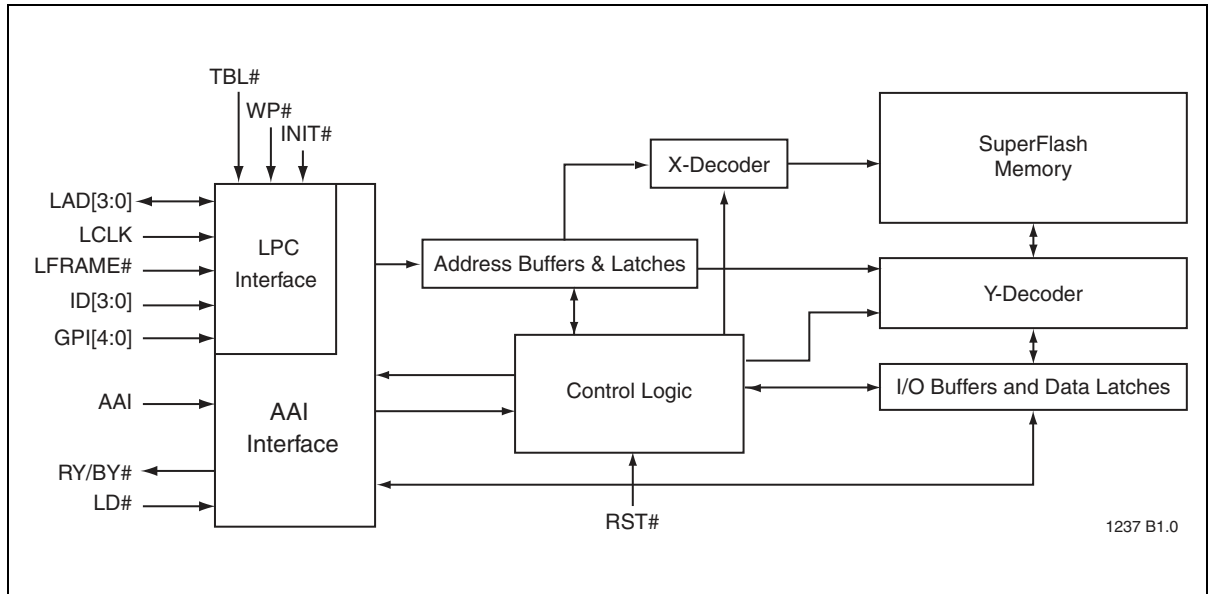 TBL#
WP#
INIT#
LAD[3:0]
LCLK
LFRAME#
ID[3:0]
GPI[4:0]
AAI
RY/BY#
LD#
LPC
Interface
AAI
Interface
Address Buffers & Latches
X-Decoder
Control Logic
RST#
SuperFlash
Memory
Y-Decoder
I/O Buffers and Data Latches
1237 B1.0